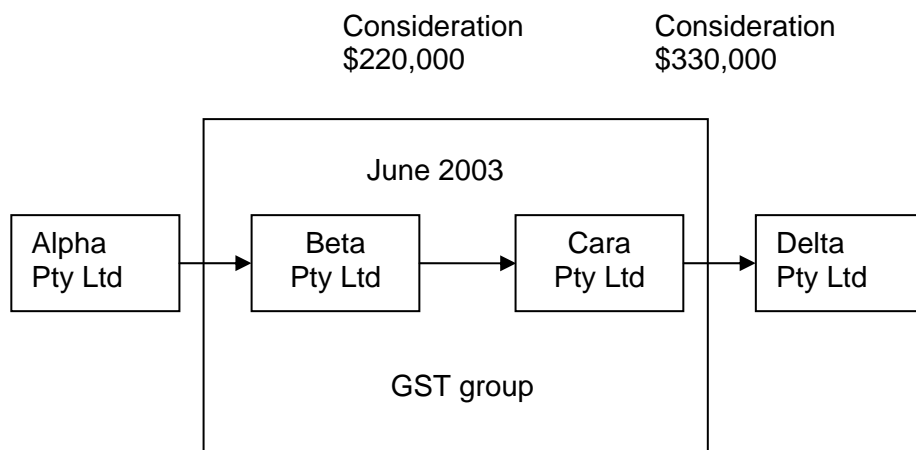 Consideration
$220,000
Consideration
$330,000
June 2003
Alpha
Pty Ltd
Beta
Pty Ltd
Cara
Pty Ltd
Delta
Pty Ltd
GST group